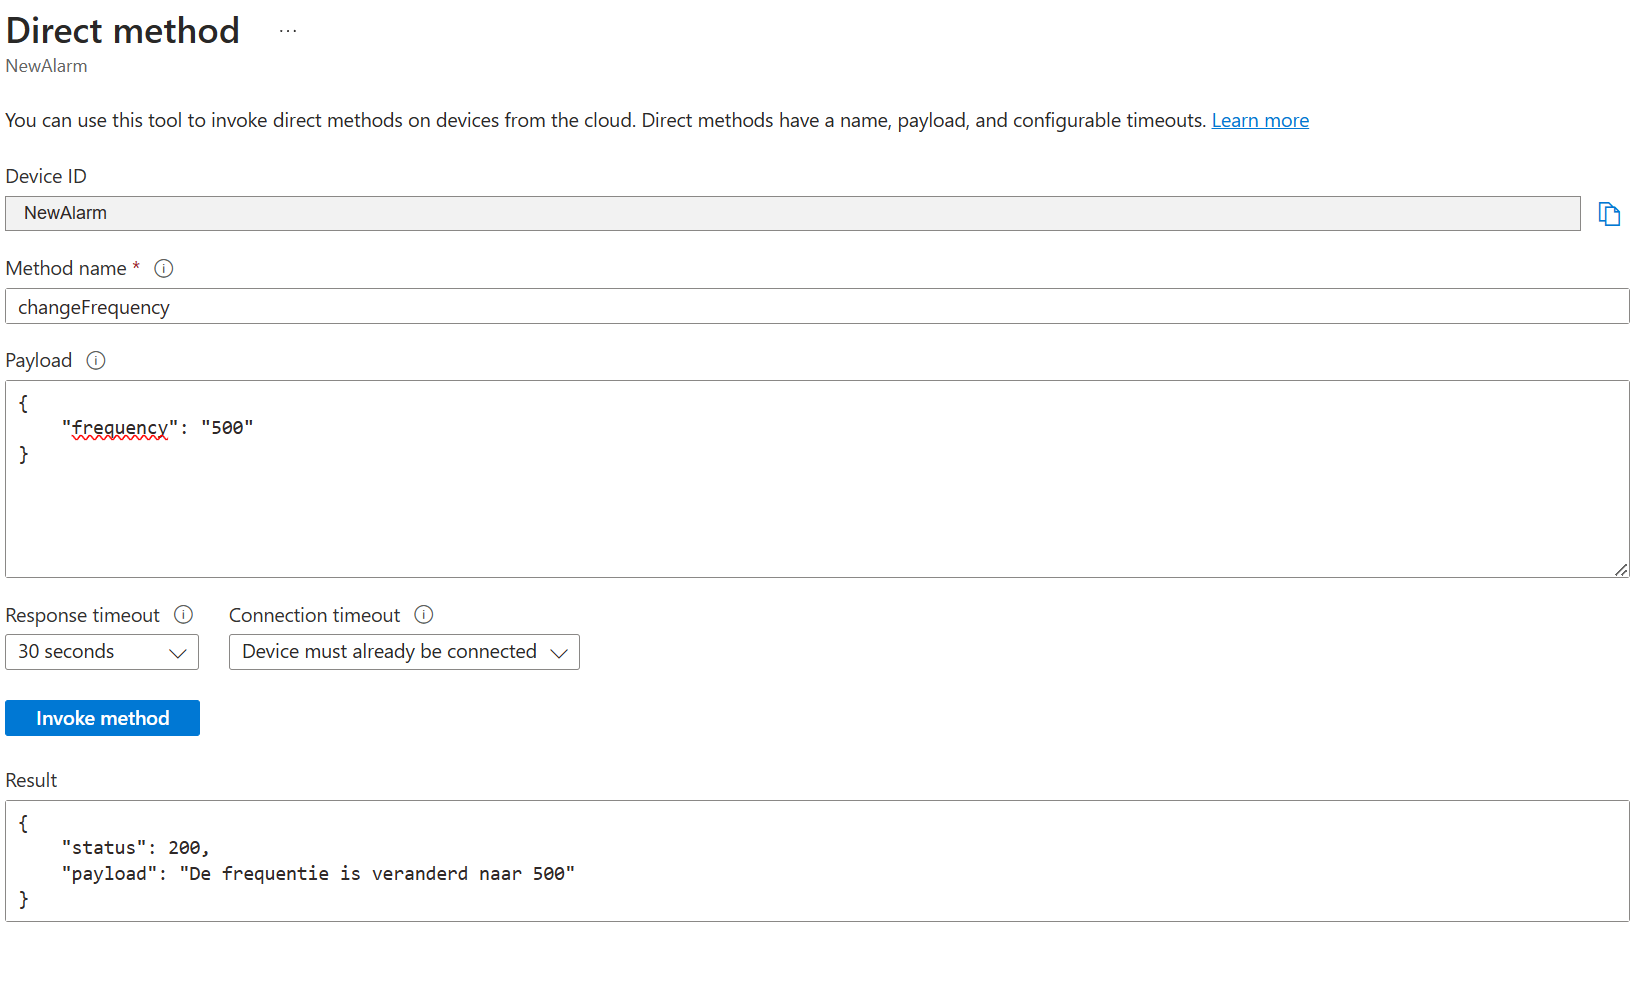 Direct method ...
NewAlarm
You can use this tool to invoke direct methods on devices from the cloud. Direct methods have a name, payload, and configurable timeouts. Learn more
Device ID
NewAlarm
Method name *
changeFrequency
Payload
{
    "frequency": "500"
}
Response timeout Connection timeout
30 seconds Device must already be connected
Invoke method
Result
{
    "status": 200,
    "payload": "De frequentie is veranderd naar 500"
}